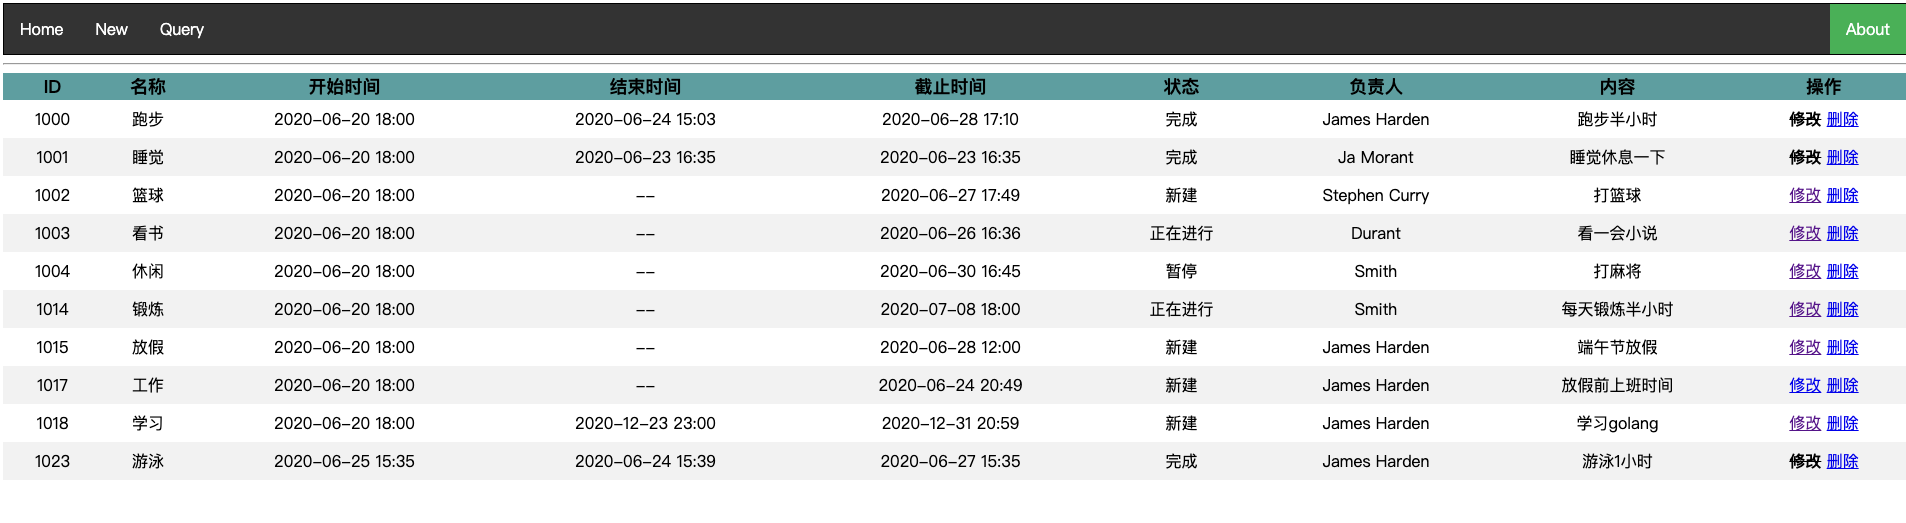 Home New Query About
ID 名称 开始时间 结束时间 截止时间 状态 负责人 内容 操作
1000 跑步 2020-06-20 18:00 2020-06-24 15:03 2020-06-28 17:10 完成 James Harden 跑步半小时 修改 删除
1001 睡觉 2020-06-20 18:00 2020-06-23 16:35 2020-06-23 16:35 完成 Ja Morant 睡觉休息一下 修改 删除
1002 篮球 2020-06-20 18:00 -- 2020-06-27 17:49 新建 Stephen Curry 打篮球 修改 删除
1003 看书 2020-06-20 18:00 -- 2020-06-26 16:36 正在进行 Durant 看一会小说 修改 删除
1004 休闲 2020-06-20 18:00 -- 2020-06-30 16:45 暂停 Smith 打麻将 修改 删除
1014 锻炼 2020-06-20 18:00 -- 2020-07-08 18:00 正在进行 Smith 每天锻炼半小时 修改 删除
1015 放假 2020-06-20 18:00 -- 2020-06-28 12:00 新建 James Harden 端午节放假 修改 删除
1017 工作 2020-06-20 18:00 -- 2020-06-24 20:49 新建 James Harden 放假前上班时间 修改 删除
1018 学习 2020-06-20 18:00 2020-12-23 23:00 2020-12-31 20:59 新建 James Harden 学习golang 修改 删除
1023 游泳 2020-06-25 15:35 2020-06-24 15:39 2020-06-27 15:35 完成 James Harden 游泳1小时 修改 删除